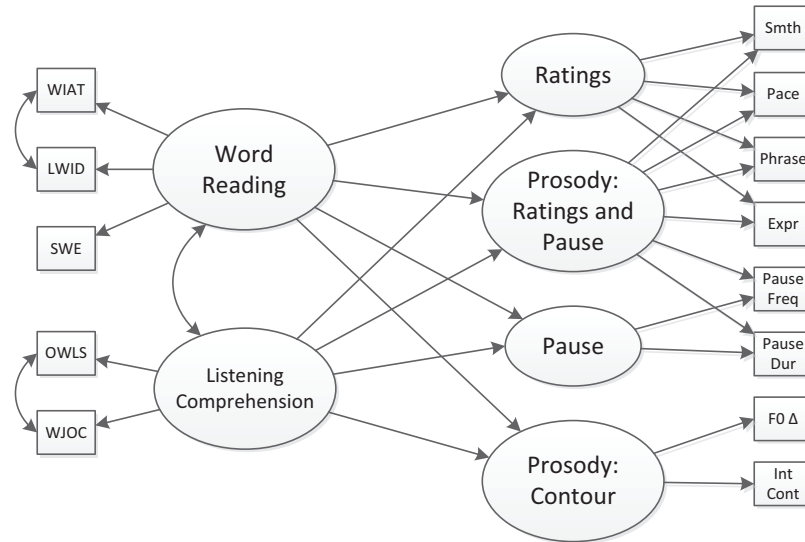 WIAT
LWID
SWE
OWLS
WJOC
Word
Reading
Listening
Comprehension
Ratings
Prosody:
Ratings and
Pause
Pause
Prosody:
Contour
Smth
Pace
Phrase
Expr
Pause
Freq
Pause
Dur
F0 Δ
Int
Cont